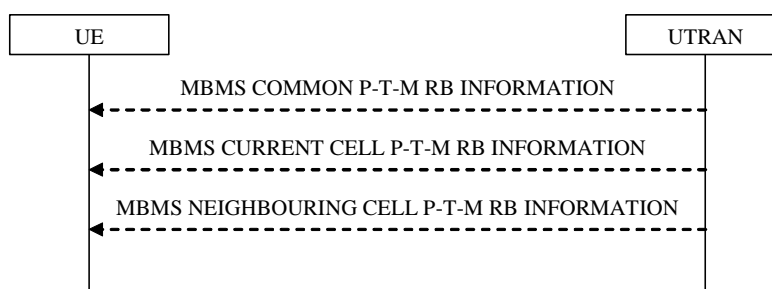 UE
UTRAN
MBMS COMMON P-T-M RB INFORMATION
MBMS CURRENT CELL P-T-M RB INFORMATION
MBMS NEIGHBOURING CELL P-T-M RB INFORMATION